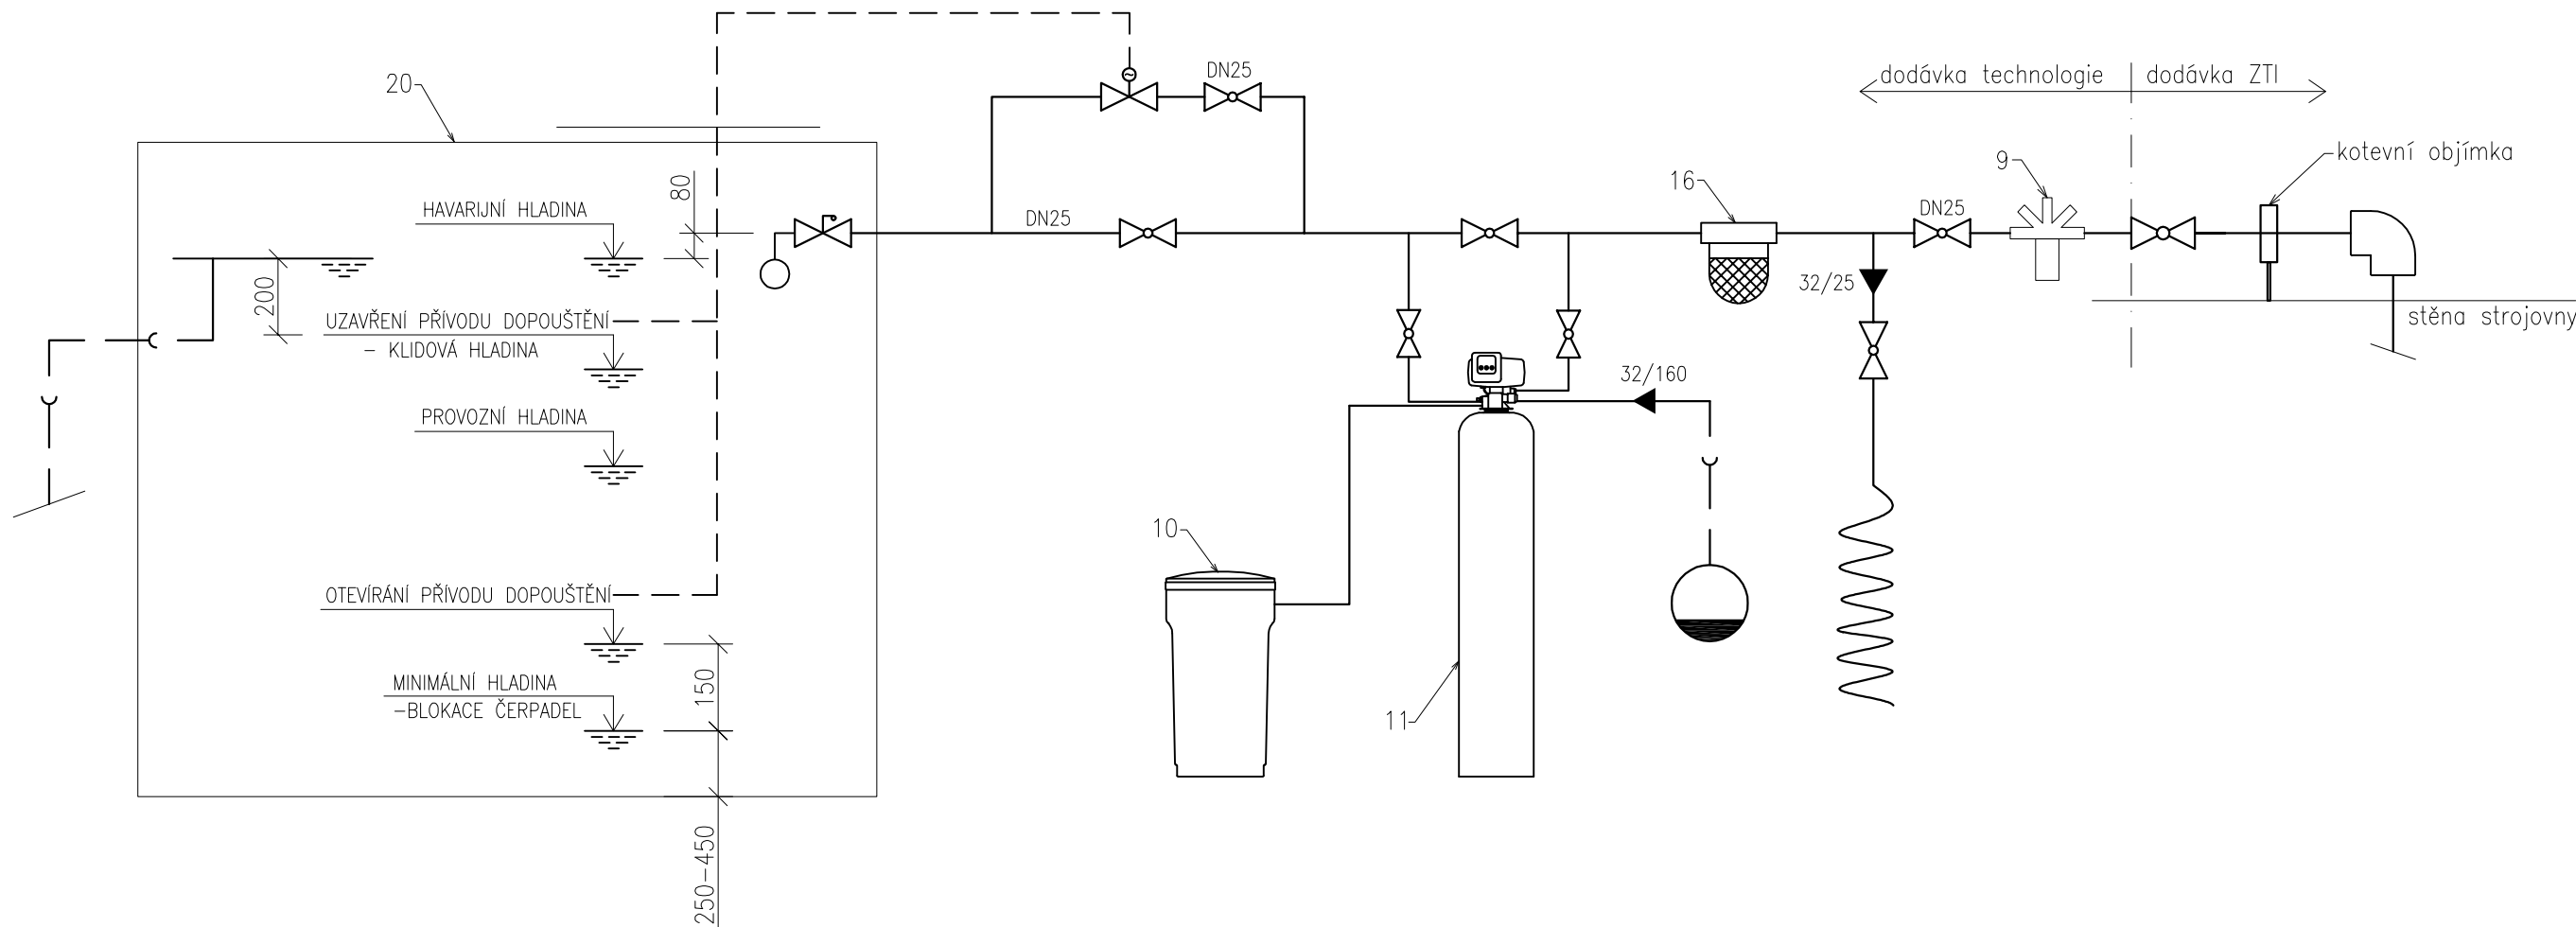 20
DN25
dodávka technologie
dodávka ZTI
kotevní objímka
9
16
80
HAVARIJNÍ HLADINA
DN25
DN25
200
32/25
UZAVŘENÍ PŘÍVODU DOPOUŠTĚNÍ
– KLIDOVÁ HLADINA
stěna strojovny
32/160
PROVOZNÍ HLADINA
10
OTEVÍRÁNÍ PŘÍVODU DOPOUŠTĚNÍ
150
MINIMÁLNÍ HLADINA
–BLOKACE ČERPADEL
11
250–450